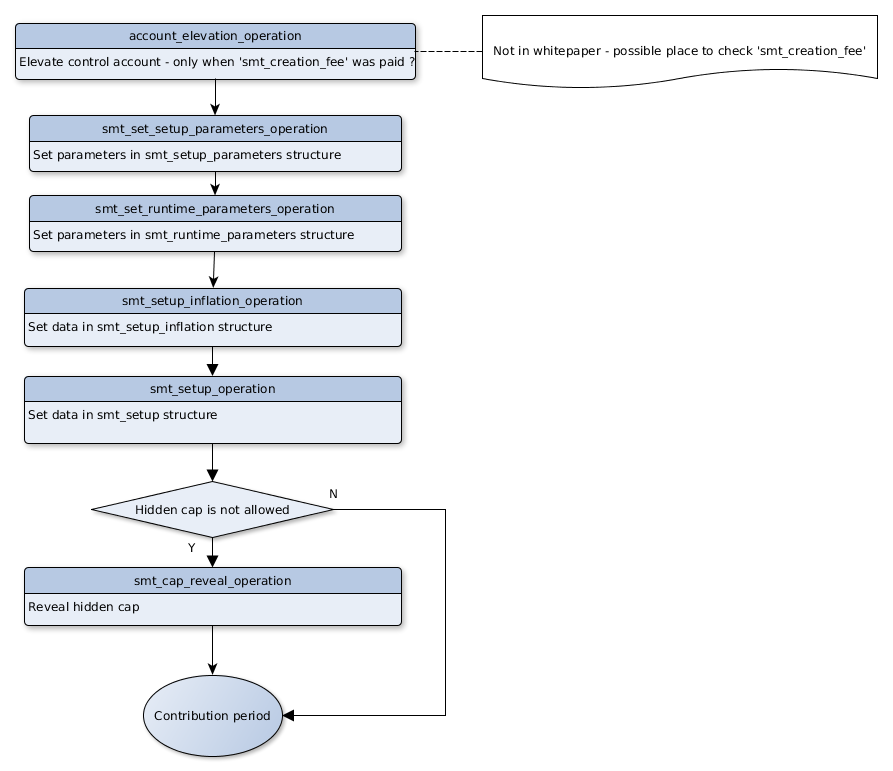 account_elevation_operation
Elevate control account - only when 'smt_creation_fee' was paid ?
Not in whitepaper - possible place to check 'smt_creation_fee'
smt_set_setup_parameters_operation
Set parameters in smt_setup_parameters structure
smt_set_runtime_parameters_operation
Set parameters in smt_runtime_parameters structure
smt_setup_inflation_operation
Set data in smt_setup_inflation structure
smt_setup_operation
Set data in smt_setup structure
N
Hidden cap is not allowed
Y
smt_cap_reveal_operation
Reveal hidden cap
Contribution period